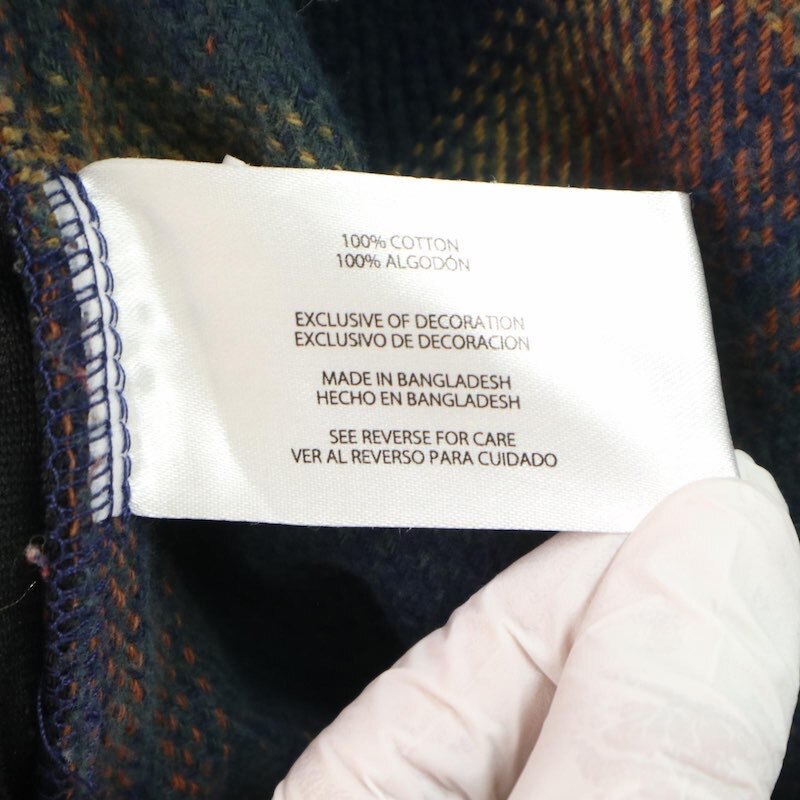 100% COTTON
100% ALGODÓN
EXCLUSIVE OF DECORATION
EXCLUSIVO DE DECORACION
MADE IN BANGLADESH
HECHO EN BANGLADESH
SEE REVERSE FOR CARE
VER AL REVERSO PARA CUIDADO